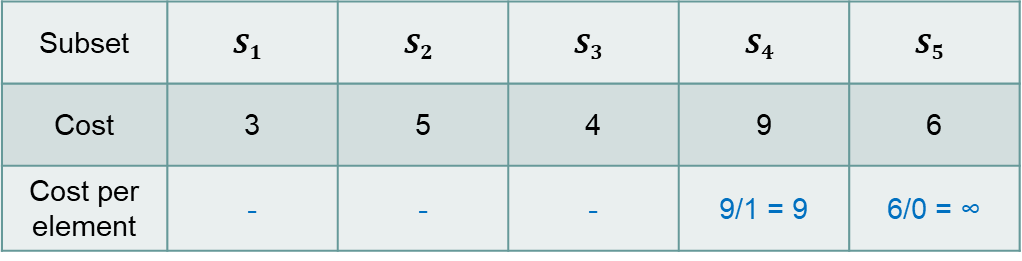 Subset S₁ S₂ S₃ S₄ S₅
Cost 3 5 4 9 6
Cost per
element - - - 9/1 = 9 6/0 = ∞